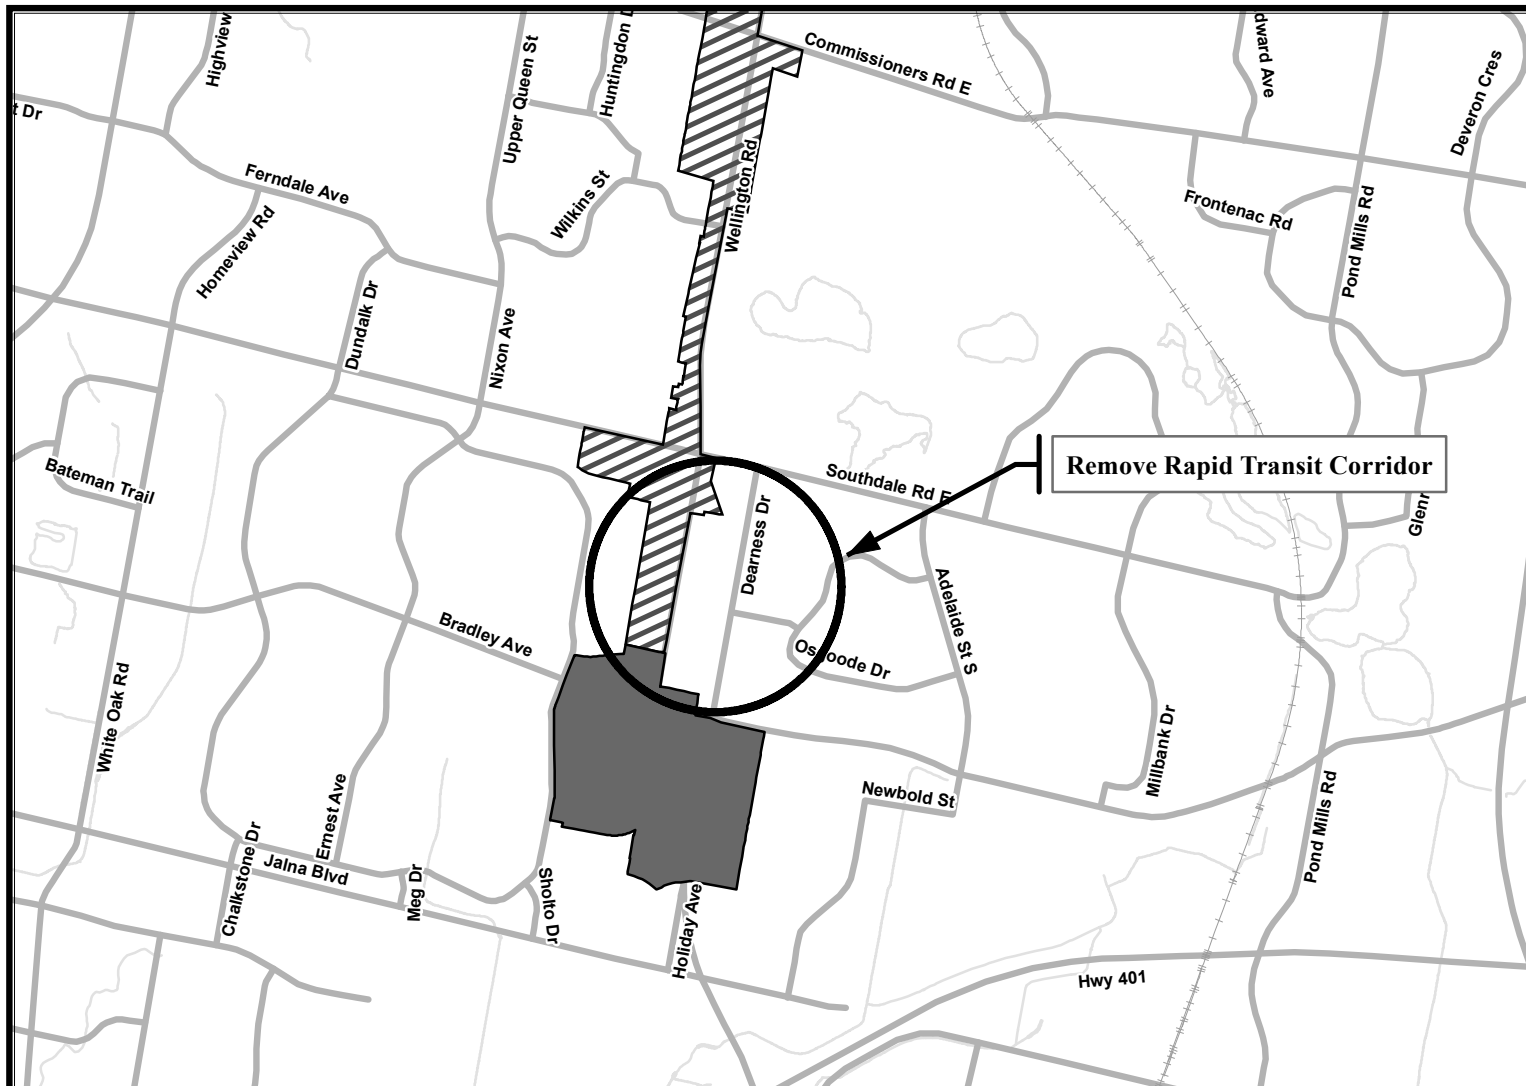 Highview
Upper Queen St
Huntingdon D
Commissioners Rd E
dward Ave
Deveron Cres
t Dr
Ferndale Ave
Wilkins St
Wellington Rd
Frontenac Rd
Pond Mills Rd
Homeview Rd
Dundalk Dr
Nixon Ave
Bateman Trail
Southdale Rd E
Remove Rapid Transit Corridor
Glenr
Dearness Dr
Adelaide St S
Bradley Ave
Osgoode Dr
White Oak Rd
Millbank Dr
Newbold St
Ernest Ave
Pond Mills Rd
Chalkstone Dr
Jalna Blvd
Meg Dr
Sholto Dr
Holiday Ave
Hwy 401